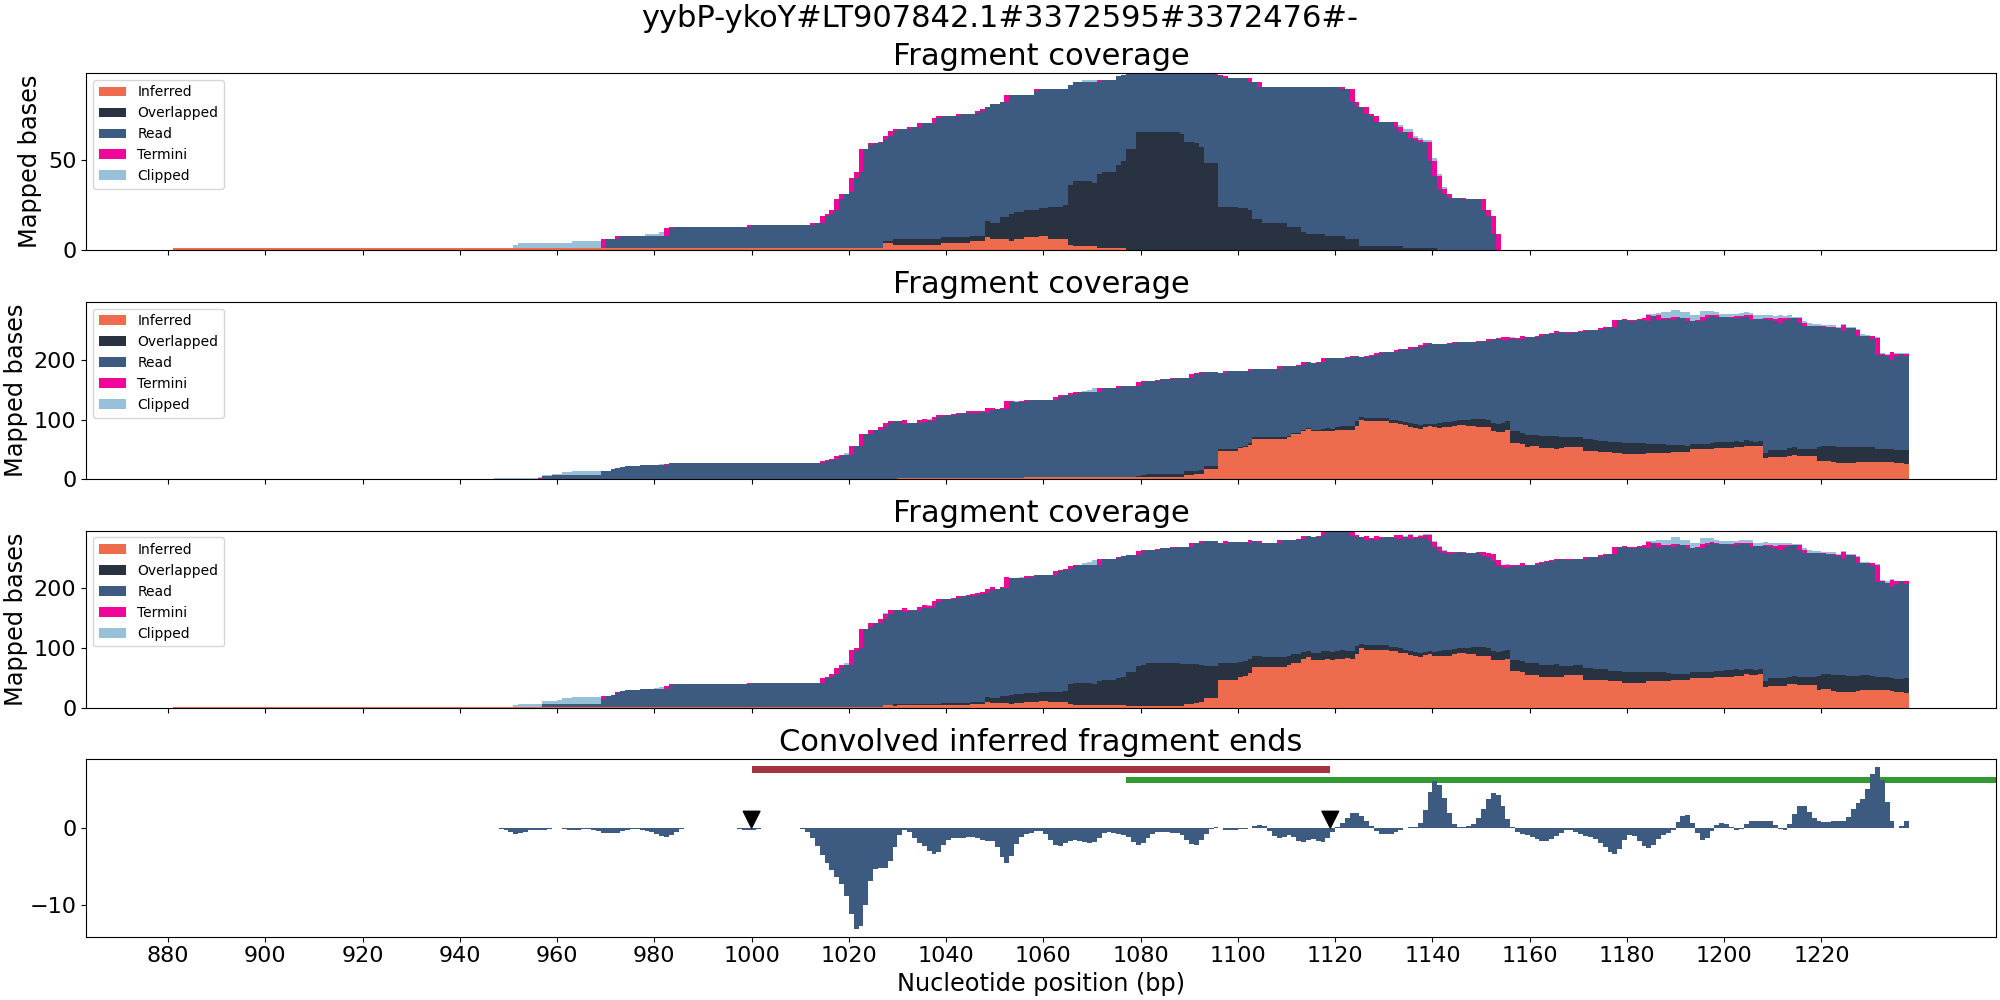 yybP-ykoY#LT907842.1#3372595#3372476#-
Fragment coverage
Mapped bases
50
0
Inferred
Overlapped
Read
Termini
Clipped
Fragment coverage
Mapped bases
200
100
0
Inferred
Overlapped
Read
Termini
Clipped
Fragment coverage
Mapped bases
200
100
0
Inferred
Overlapped
Read
Termini
Clipped
Convolved inferred fragment ends
0
−10
880 900 920 940 960 980 1000 1020 1040 1060 1080 1100 1120 1140 1160 1180 1200 1220
Nucleotide position (bp)